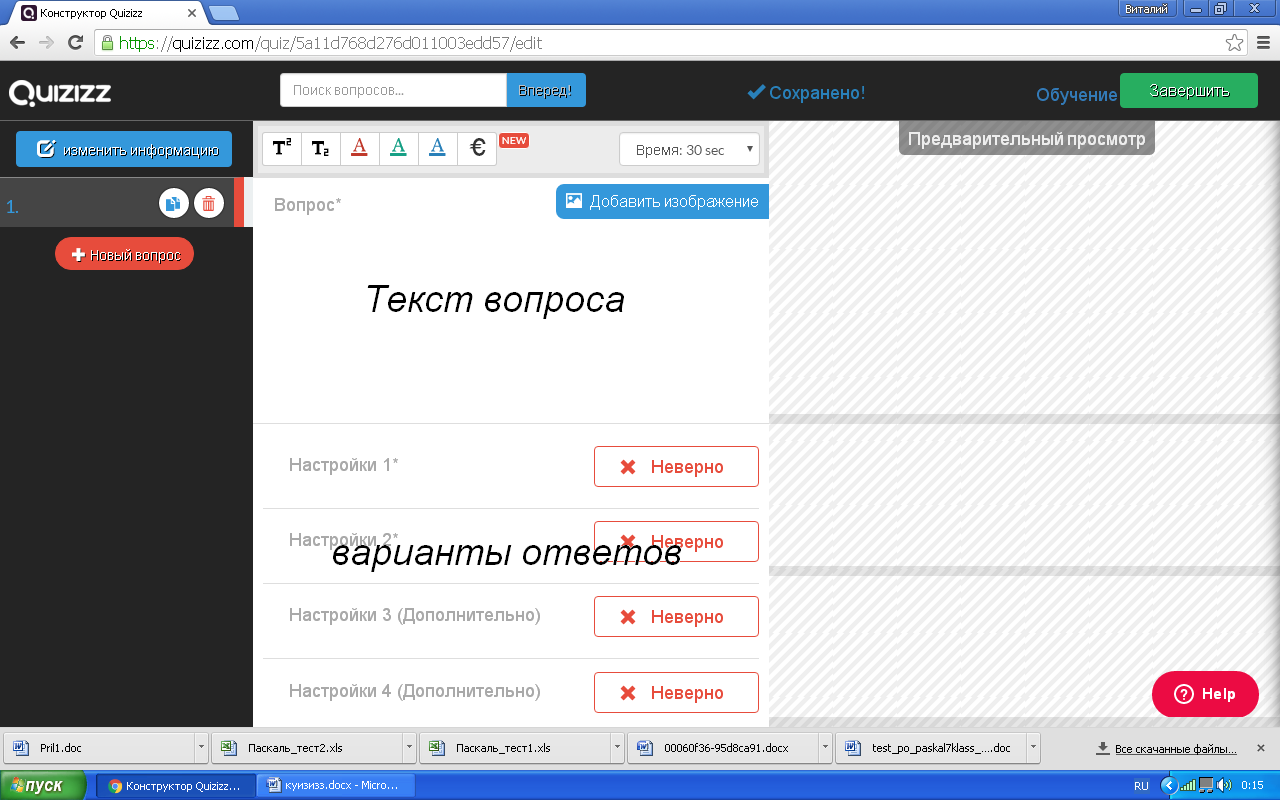 Конструктор Quizizz
Виталий
https://quizizz.com/quiz/5a11d768d276d011003edd57/edit
Quizizz
Поиск вопросов...
Вперед!
Сохранено!
Обучение
Завершить
изменить информацию
T² T₂ A A A € NEW
Время: 30 sec
Предварительный просмотр
1.
Вопрос*
Добавить изображение
Новый вопрос
Текст вопроса
Настройки 1*
Неверно
Настройки 2*
Неверно
варианты ответов
Настройки 3 (Дополнительно)
Неверно
Настройки 4 (Дополнительно)
Неверно
Help
Pril1.doc
Паскаль_тест2.xls
Паскаль_тест1.xls
00060f36-95d8ca91.docx
test_po_paskal7klass_....doc
Все скачанные файлы...
пуск
Конструктор Quizizz...
куизизз.docx - Micro...
RU
0:15